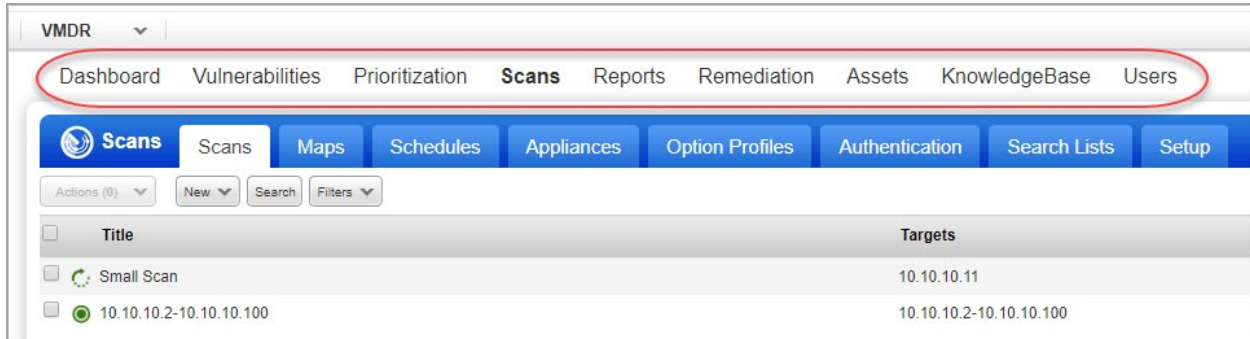 VMDR
Dashboard Vulnerabilities Prioritization Scans Reports Remediation Assets KnowledgeBase Users
Scans Scans Maps Schedules Appliances Option Profiles Authentication Search Lists Setup
Actions (0) New Search Filters
Title Targets
Small Scan 10.10.10.11
10.10.10.2-10.10.10.100 10.10.10.2-10.10.10.100